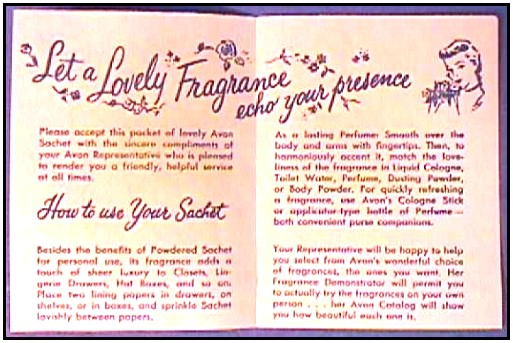 Let a Lovely Fragrance
echo your presence
Please accept this packet of lovely Avon
Sachet with the sincere compliments of
your Avon Representative who is pleased
to render you a friendly, helpful service
at all times.
How to use Your Sachet
Besides the benefits of Powdered Sachet
for personal use, its fragrance adds a
touch of sheer luxury to Closets, Lin-
gerie Drawers, Hat Boxes, and so on.
Place two lining papers in drawers, on
shelves, or in boxes, and sprinkle Sachet
lavishly between papers.
As a lasting Perfume: Smooth over the
body and arms with fingertips. Then, to
harmoniously accent it, match the love-
liness of the fragrance in Liquid Cologne,
Toilet Water, Perfume, Dusting Powder,
or Body Powder. For quickly refreshing
a fragrance, use Avon's Cologne Stick
or applicator-type bottle of Perfume—
both convenient purse companions.
Your Representative will be happy to help
you select from Avon's wonderful choice
of fragrances, the ones you want. Her
Fragrance Demonstrator will permit you
to actually try the fragrances on your own
person . . . her Avon Catalog will show
you how beautiful each one is.